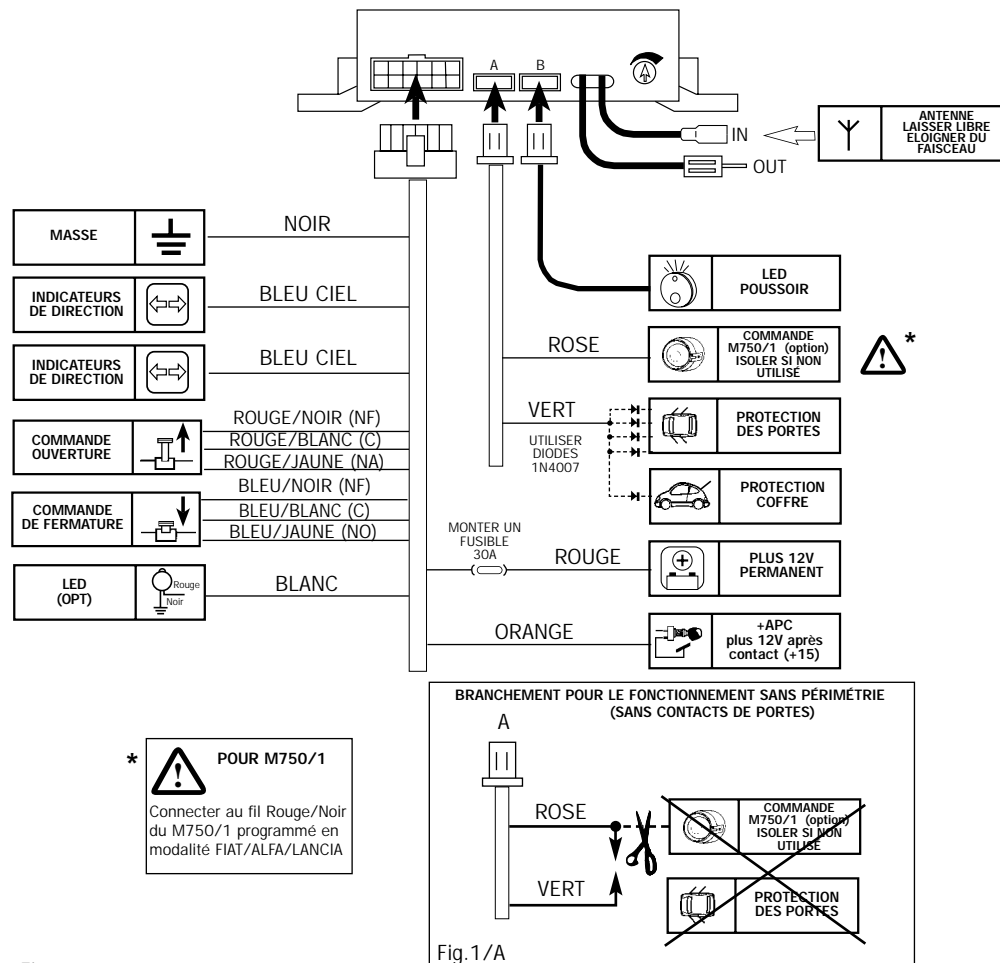 A
B
IN
OUT
ANTENNE
LAISSER LIBRE
ELOIGNER DU
FAISCEAU
MASSE
NOIR
INDICATEURS
DE DIRECTION
BLEU CIEL
INDICATEURS
DE DIRECTION
BLEU CIEL
COMMANDE
OUVERTURE
ROUGE/NOIR (NF)
ROUGE/BLANC (C)
ROUGE/JAUNE (NA)
COMMANDE
DE FERMATURE
BLEU/NOIR (NF)
BLEU/BLANC (C)
BLEU/JAUNE (NO)
LED
(OPT)
Rouge
Noir
BLANC
LED
POUSSOIR
ROSE
COMMANDE
M750/1 (option)
ISOLER SI NON
UTILISÉ
*
VERT
UTILISER
DIODES
1N4007
PROTECTION
DES PORTES
PROTECTION
COFFRE
MONTER UN
FUSIBLE
30A
ROUGE
PLUS 12V
PERMANENT
ORANGE
+APC
plus 12V après
contact (+15)
* POUR M750/1
Connecter au fil Rouge/Noir
du M750/1 programmé en
modalité FIAT/ALFA/LANCIA
BRANCHEMENT POUR LE FONCTIONNEMENT SANS PÉRIMÉTRIE
(SANS CONTACTS DE PORTES)
A
ROSE
VERT
COMMANDE
M750/1 (option)
ISOLER SI NON
UTILISÉ
PROTECTION
DES PORTES
Fig.1/A